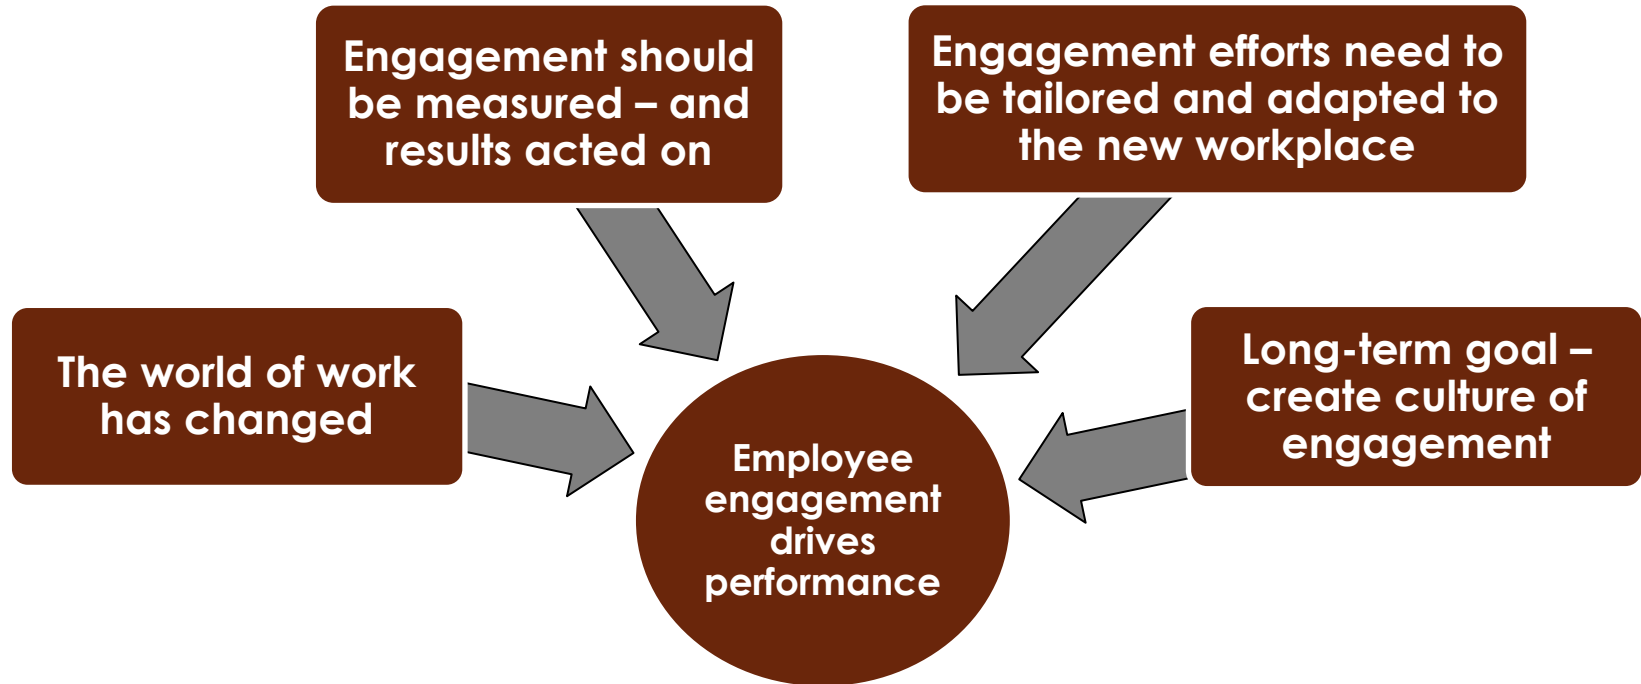 Engagement should
be measured – and
results acted on
Engagement efforts need to
be tailored and adapted to
the new workplace
The world of work
has changed
Long-term goal –
create culture of
engagement
Employee
engagement
drives
performance